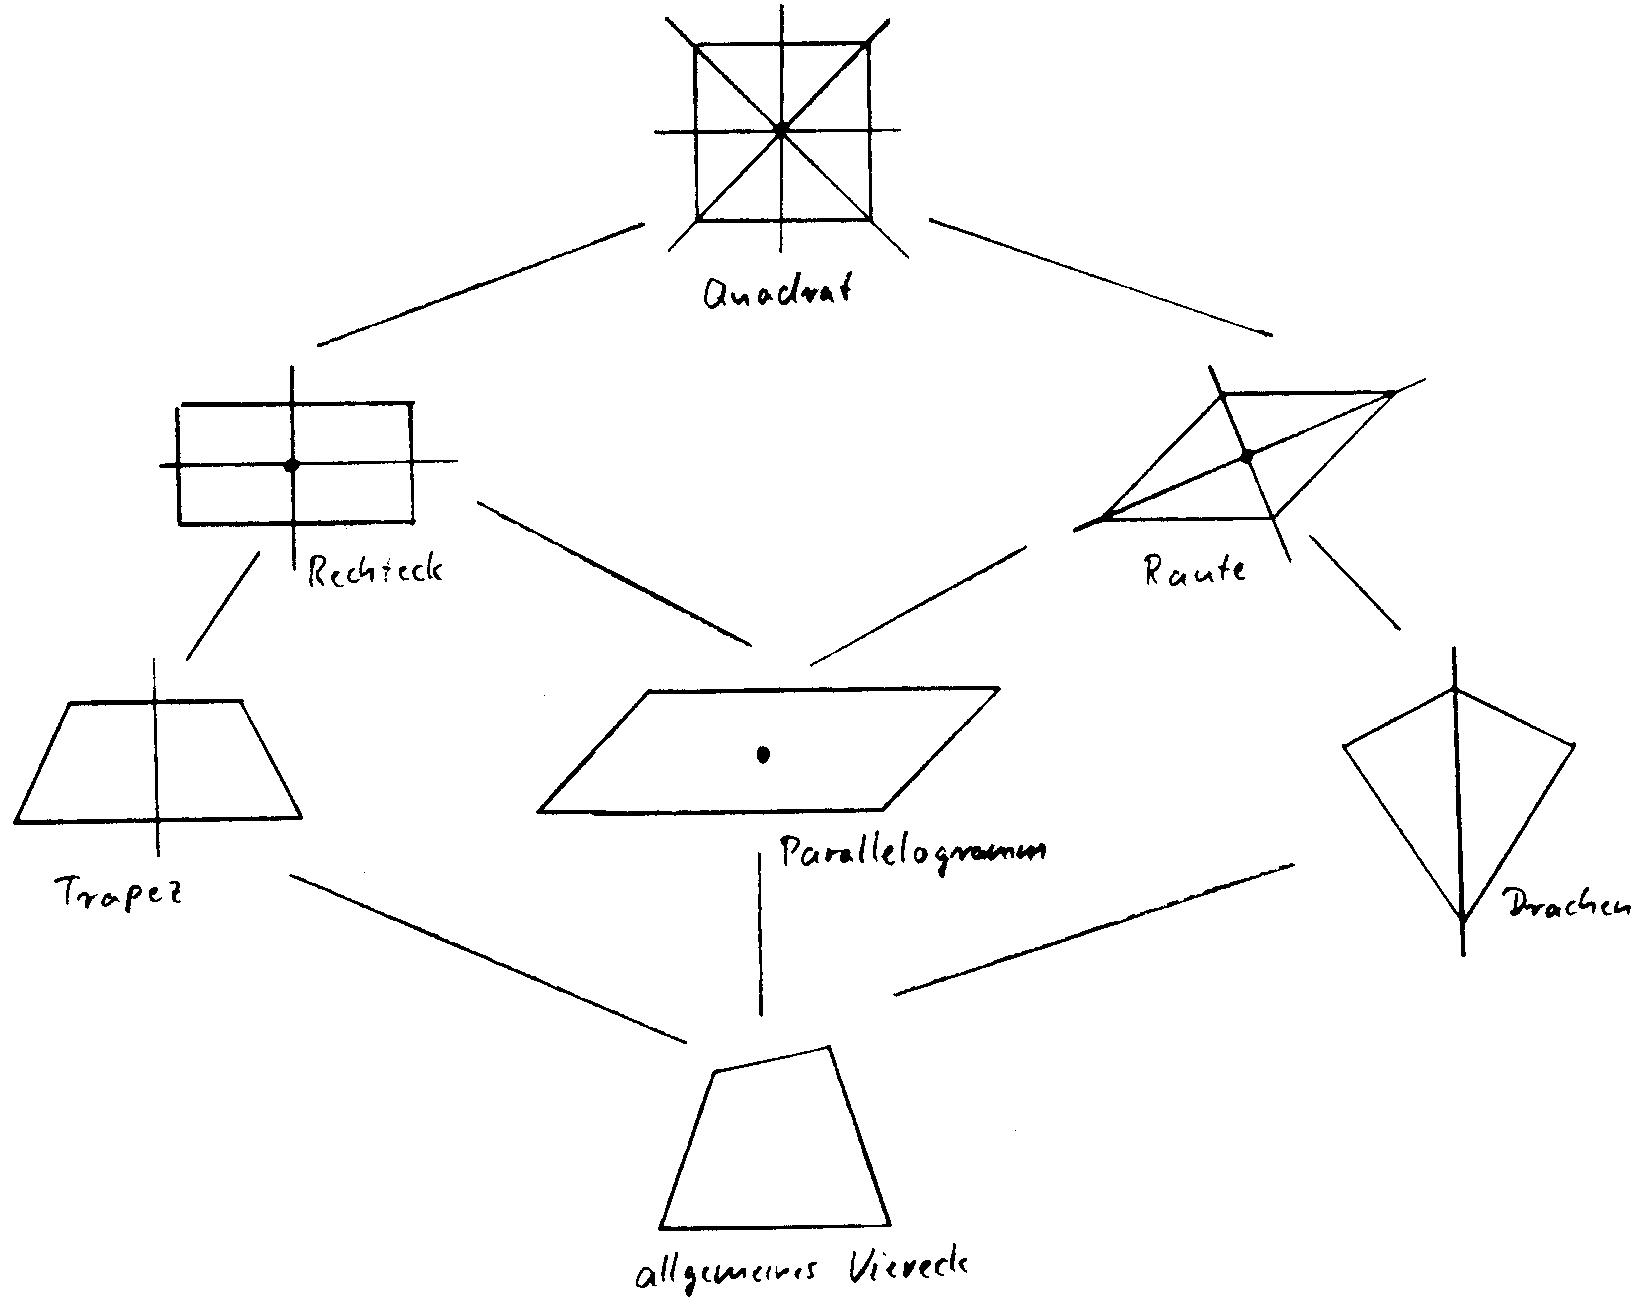 Quadrat
Rechteck
Raute
Trapez
Parallelogramm
Drachen
allgemeines Viereck